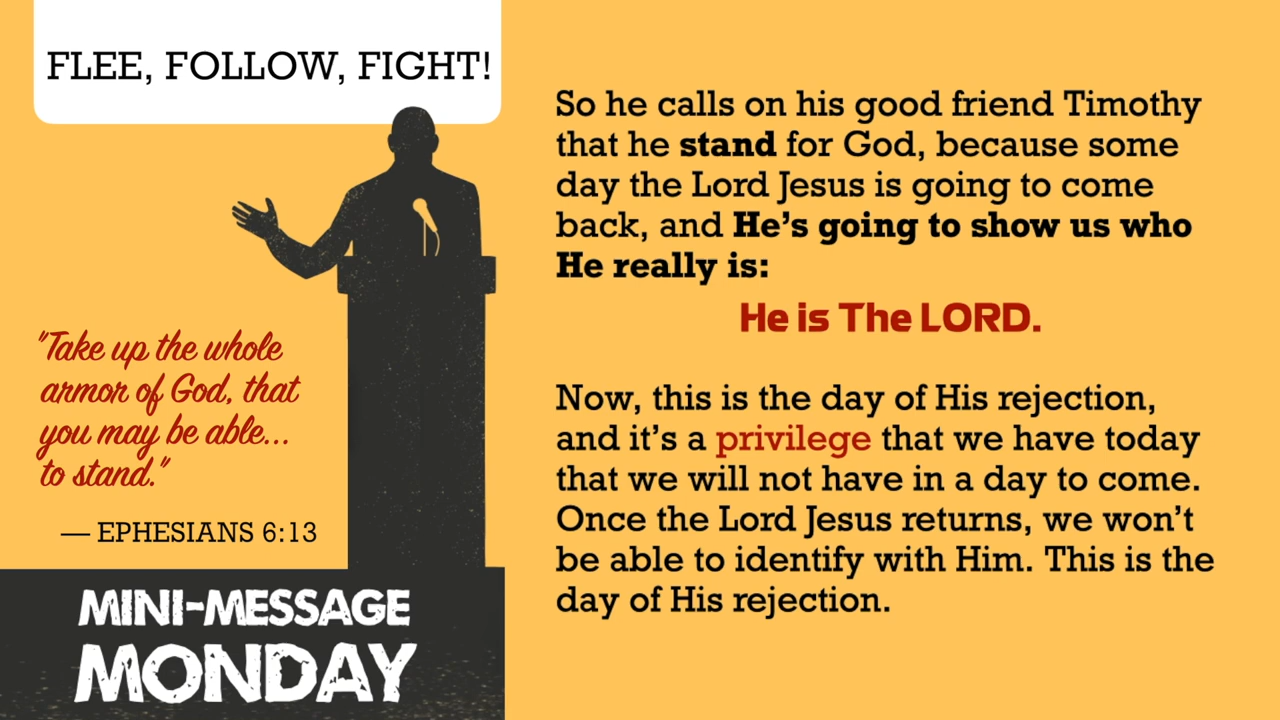 FLEE, FOLLOW, FIGHT!
"Take up the whole
armor of God, that
you may be able...
to stand."
— EPHESIANS 6:13
MINI-MESSAGE
MONDAY
So he calls on his good friend Timothy
that he stand for God, because some
day the Lord Jesus is going to come
back, and He’s going to show us who
He really is:
He is The LORD.
Now, this is the day of His rejection,
and it’s a privilege that we have today
that we will not have in a day to come.
Once the Lord Jesus returns, we won’t
be able to identify with Him. This is the
day of His rejection.